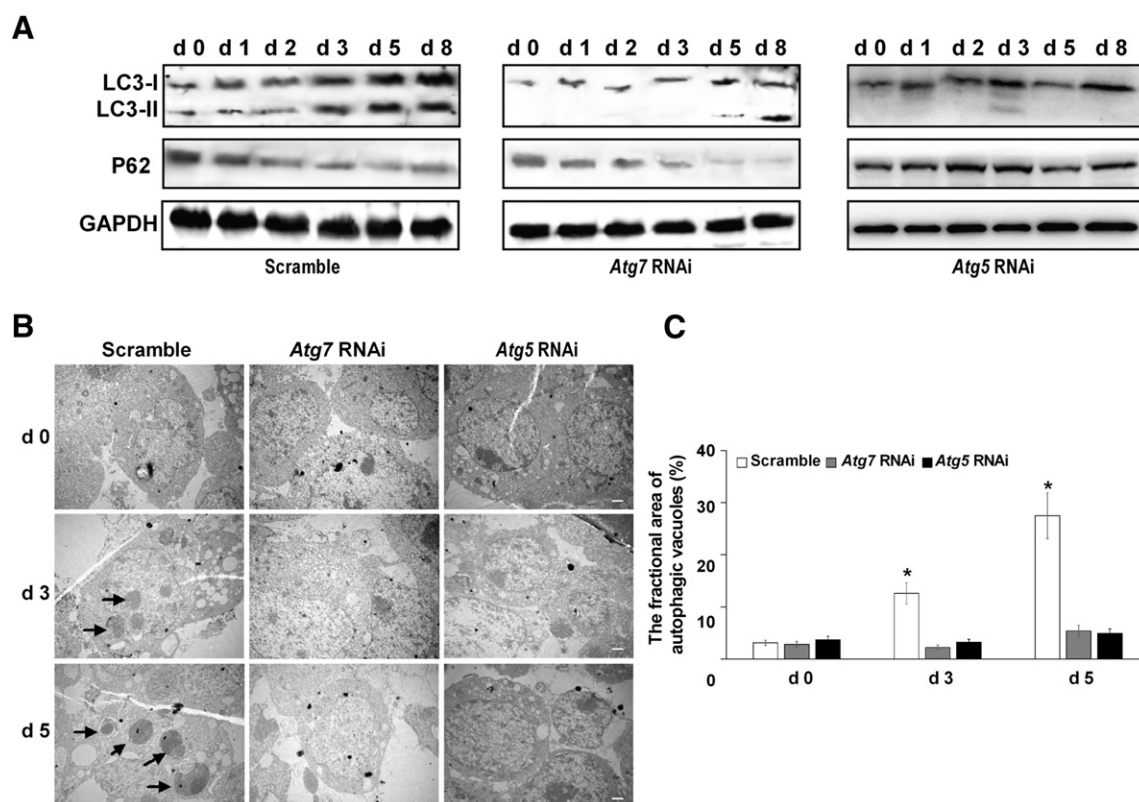 A
d 0 d 1 d 2 d 3 d 5 d 8
d 0 d 1 d 2 d 3 d 5 d 8
d 0 d 1 d 2 d 3 d 5 d 8
LC3-I
LC3-II
P62
GAPDH
Scramble
Atg7 RNAi
Atg5 RNAi
B
Scramble
Atg7 RNAi
Atg5 RNAi
d 0
d 3
d 5
C
The fractional area of
autophagic vacuoles (%)
40
30
20
10
0
Scramble
Atg7 RNAi
Atg5 RNAi
*
*
d 0
d 3
d 5